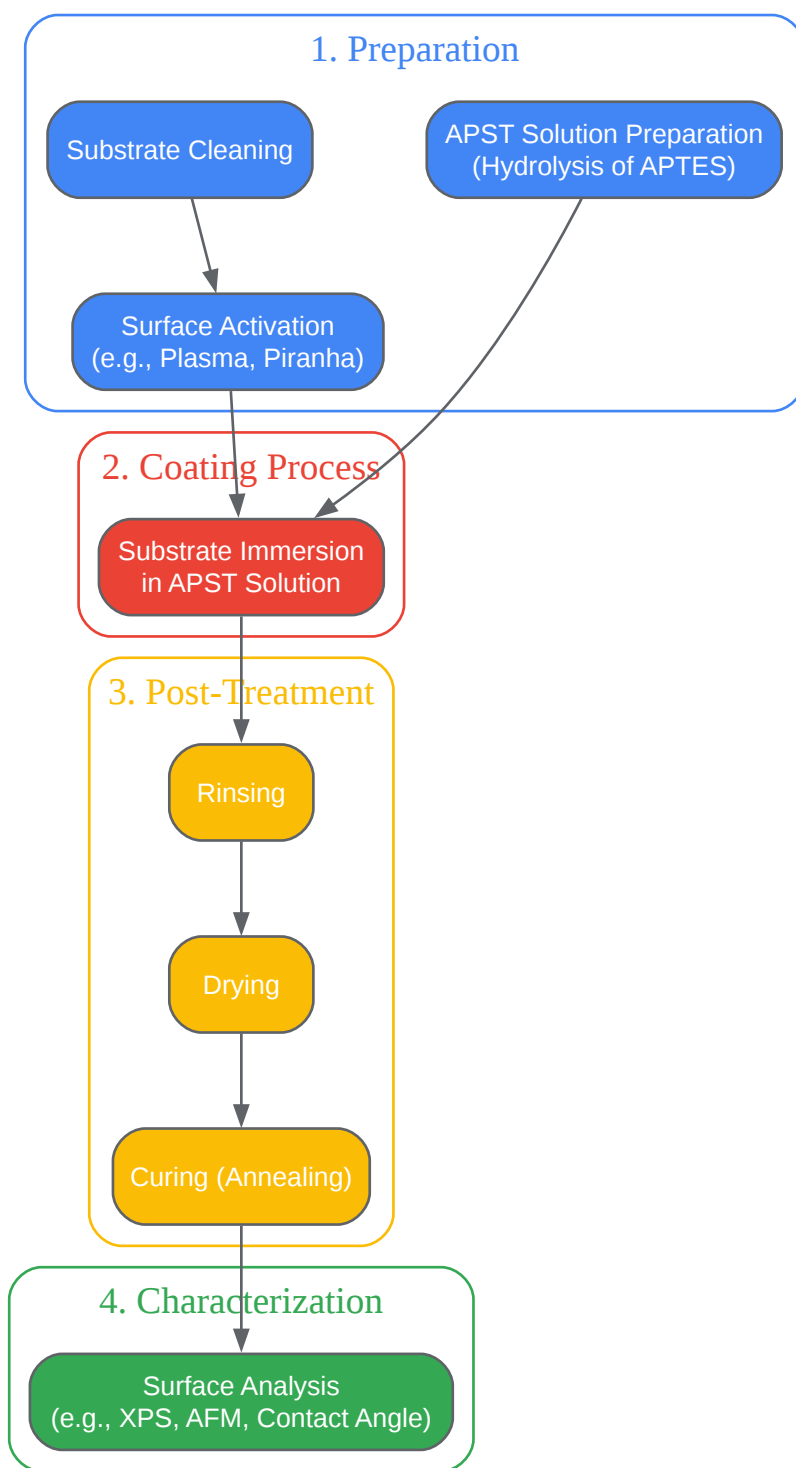 1. Preparation
Substrate Cleaning
APST Solution Preparation
(Hydrolysis of APTES)
Surface Activation
(e.g., Plasma, Piranha)
2. Coating Process
Substrate Immersion
in APST Solution
3. Post-Treatment
Rinsing
Drying
Curing (Annealing)
4. Characterization
Surface Analysis
(e.g., XPS, AFM, Contact Angle)